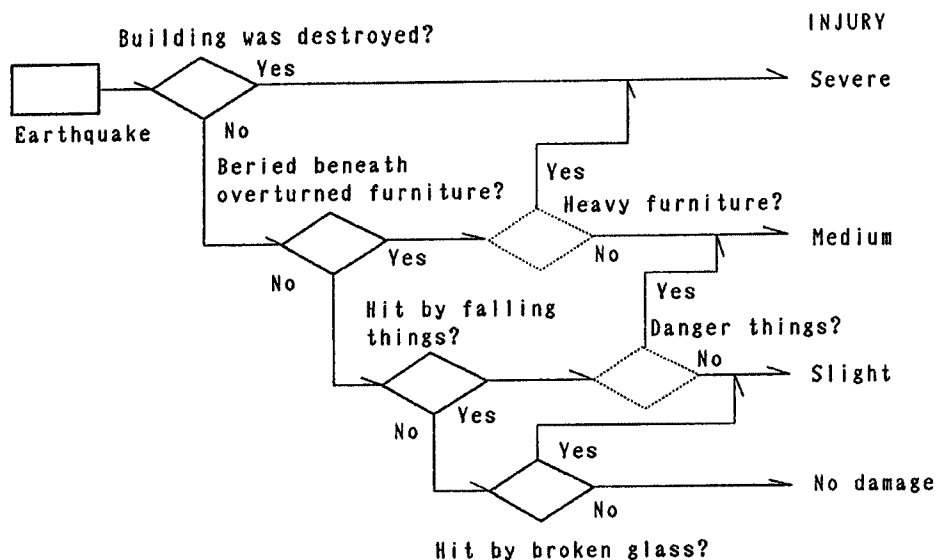 INJURY
Building was destroyed?
Yes
Severe
Earthquake
No
Beried beneath
overturned furniture?
Yes
Heavy furniture?
Yes
No
Medium
No
Hit by falling
things?
Yes
Danger things?
No
Slight
Yes
No
Yes
No damage
No
Hit by broken glass?